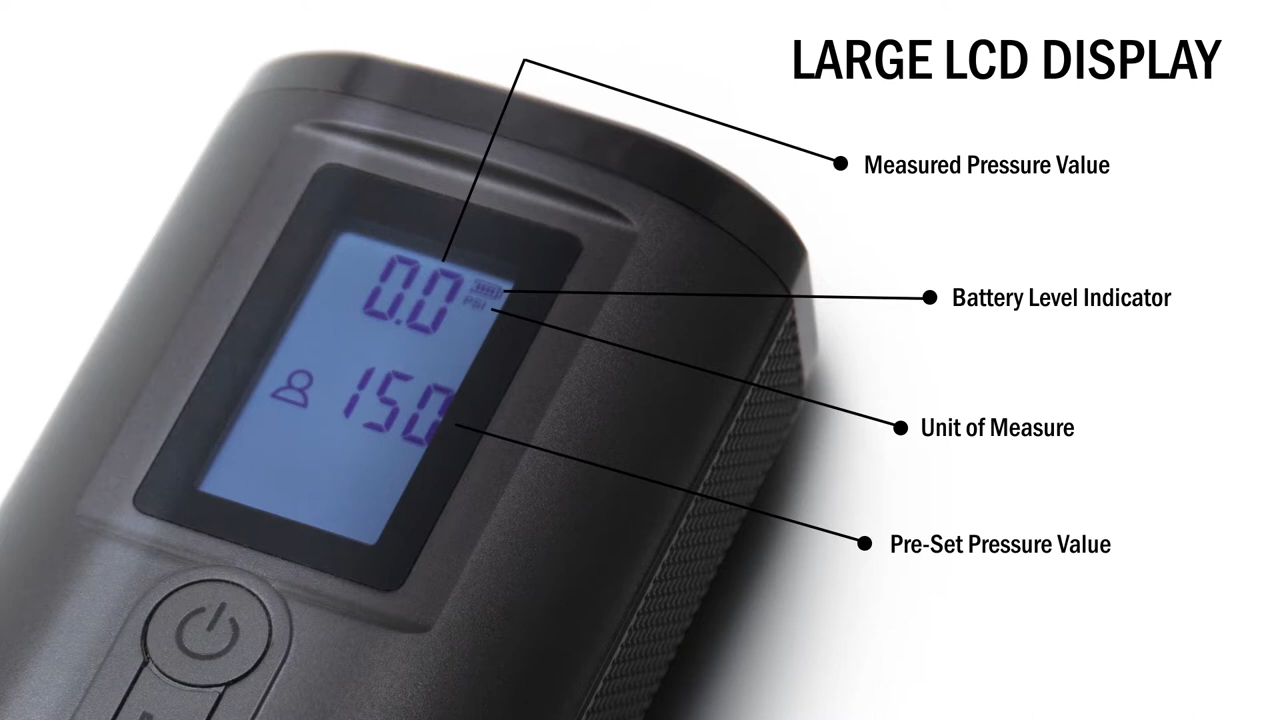 LARGE LCD DISPLAY
Measured Pressure Value
0.0
PSI
Battery Level Indicator
150
Unit of Measure
Pre-Set Pressure Value